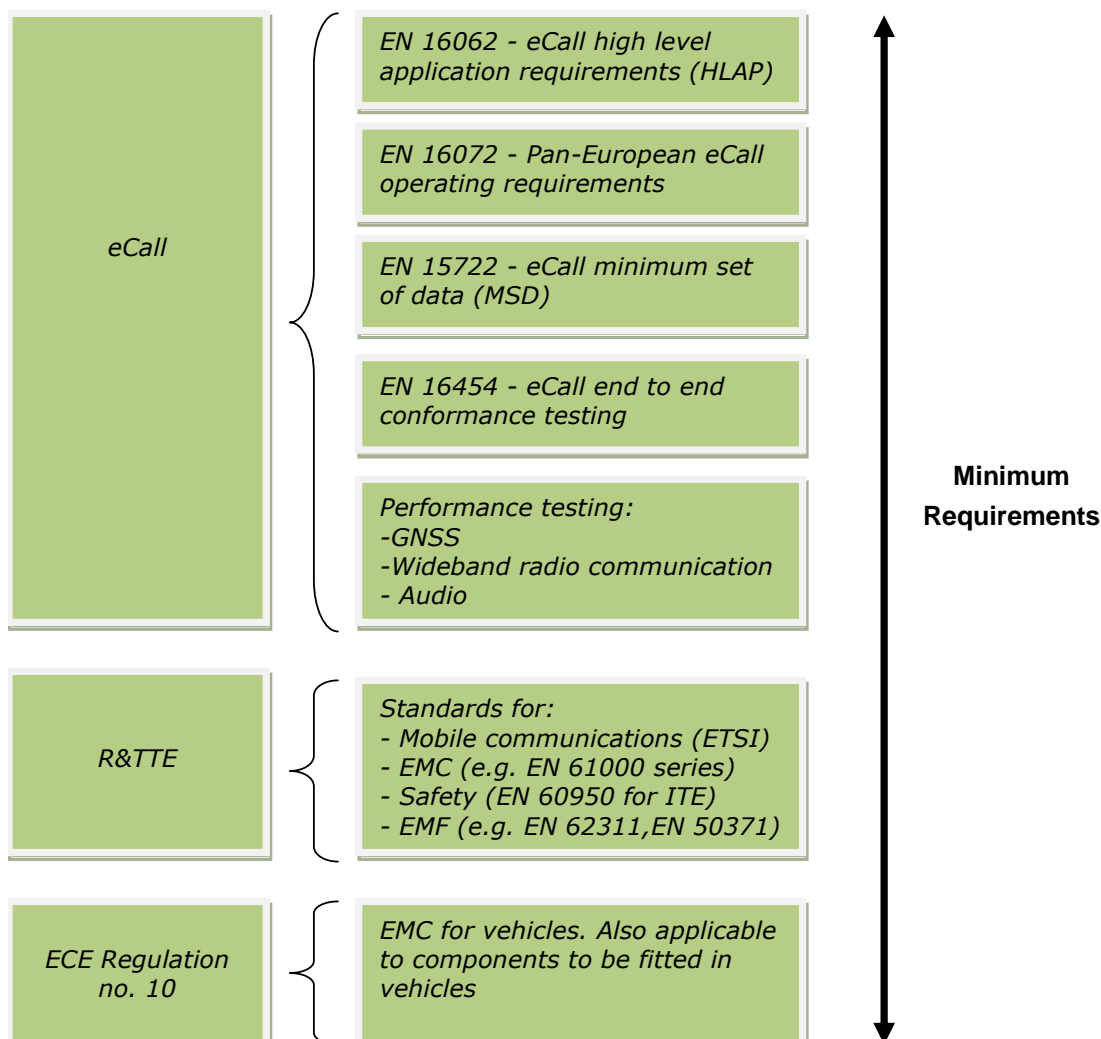 eCall
EN 16062 - eCall high level
application requirements (HLAP)
EN 16072 - Pan-European eCall
operating requirements
EN 15722 - eCall minimum set
of data (MSD)
EN 16454 - eCall end to end
conformance testing
Performance testing:
-GNSS
-Wideband radio communication
- Audio
R&TTE
Standards for:
- Mobile communications (ETSI)
- EMC (e.g. EN 61000 series)
- Safety (EN 60950 for ITE)
- EMF (e.g. EN 62311,EN 50371)
ECE Regulation
no. 10
EMC for vehicles. Also applicable
to components to be fitted in
vehicles
Minimum
Requirements